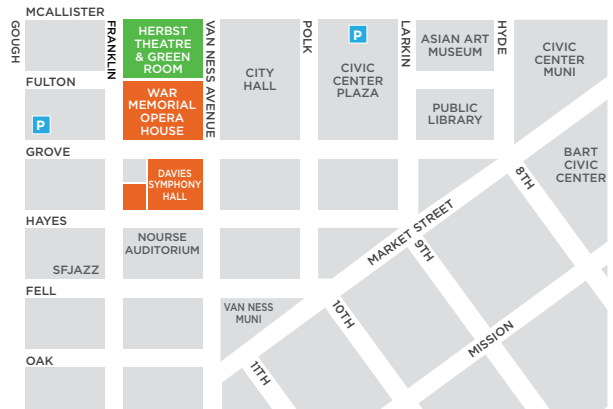 MCALLISTER
GOUGH
FRANKLIN
HERBST
THEATRE
& GREEN
ROOM
VAN NESS AVENUE
POLK
P
LARKIN
ASIAN ART
MUSEUM
HYDE
CIVIC
CENTER
MUNI
CITY
HALL
CIVIC
CENTER
PLAZA
FULTON
WAR
MEMORIAL
OPERA
HOUSE
PUBLIC
LIBRARY
P
GROVE
DAVIES
SYMPHONY
HALL
8TH
BART
CIVIC
CENTER
HAYES
NOURSE
AUDITORIUM
MARKET STREET
9TH
SFJAZZ
FELL
VAN NESS
MUNI
10TH
MISSION
OAK
11TH